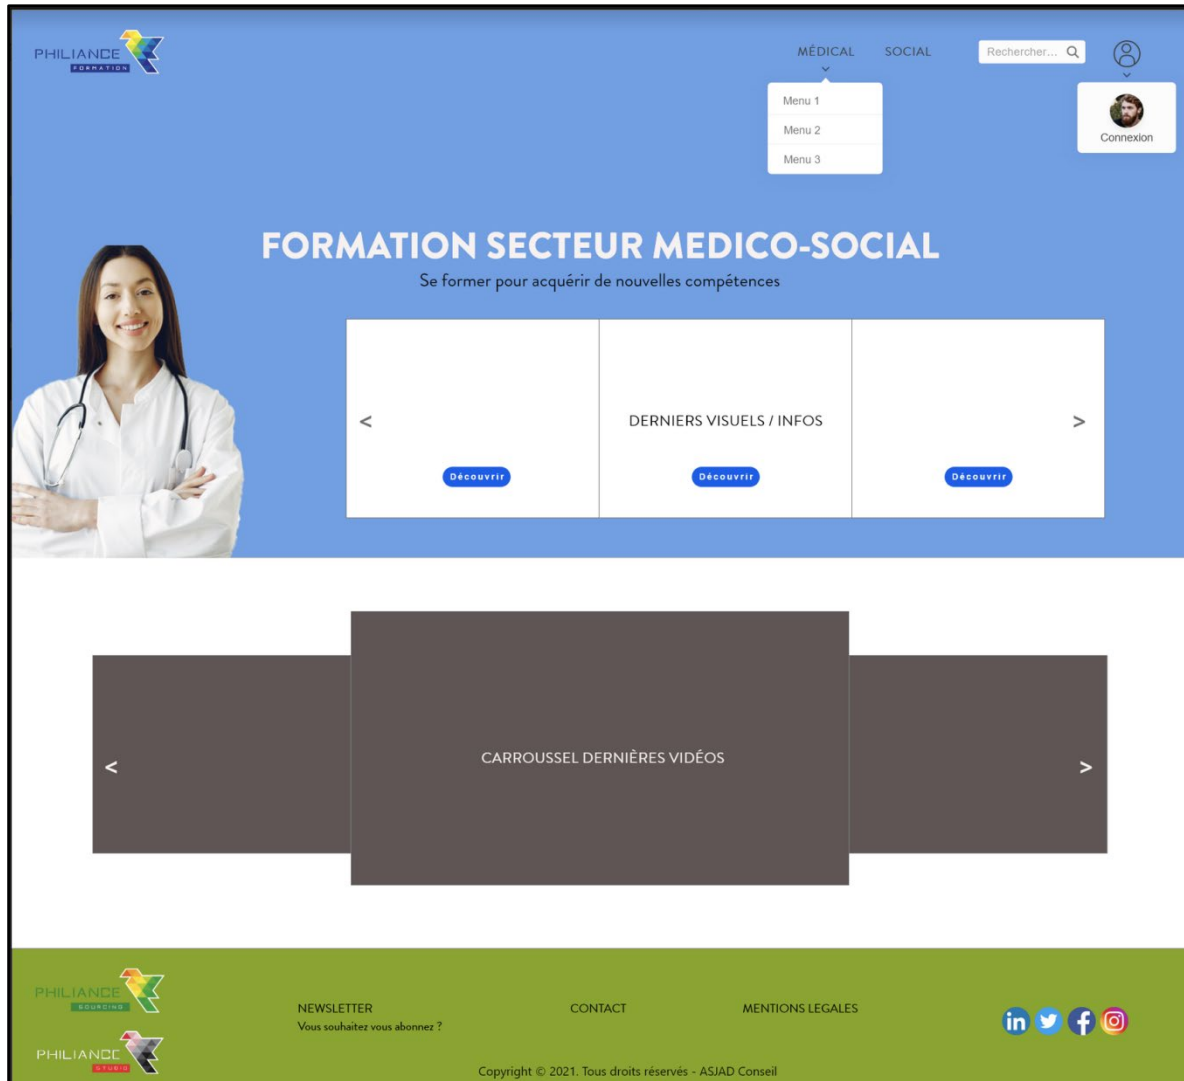 PHILIANCE
FORMATION
MÉDICAL
SOCIAL
Rechercher...
Menu 1
Menu 2
Menu 3
Connexion
FORMATION SECTEUR MEDICO-SOCIAL
Se former pour acquérir de nouvelles compétences
<
DERNIERS VISUELS / INFOS
>
Découvrir
Découvrir
Découvrir
<
CARROUSSEL DERNIÈRES VIDÉOS
>
PHILIANCE
SOURCING
NEWSLETTER
Vous souhaitez vous abonnez ?
CONTACT
MENTIONS LEGALES
in
f
PHILIANCE
STUDIO
Copyright © 2021. Tous droits réservés - ASJAD Conseil